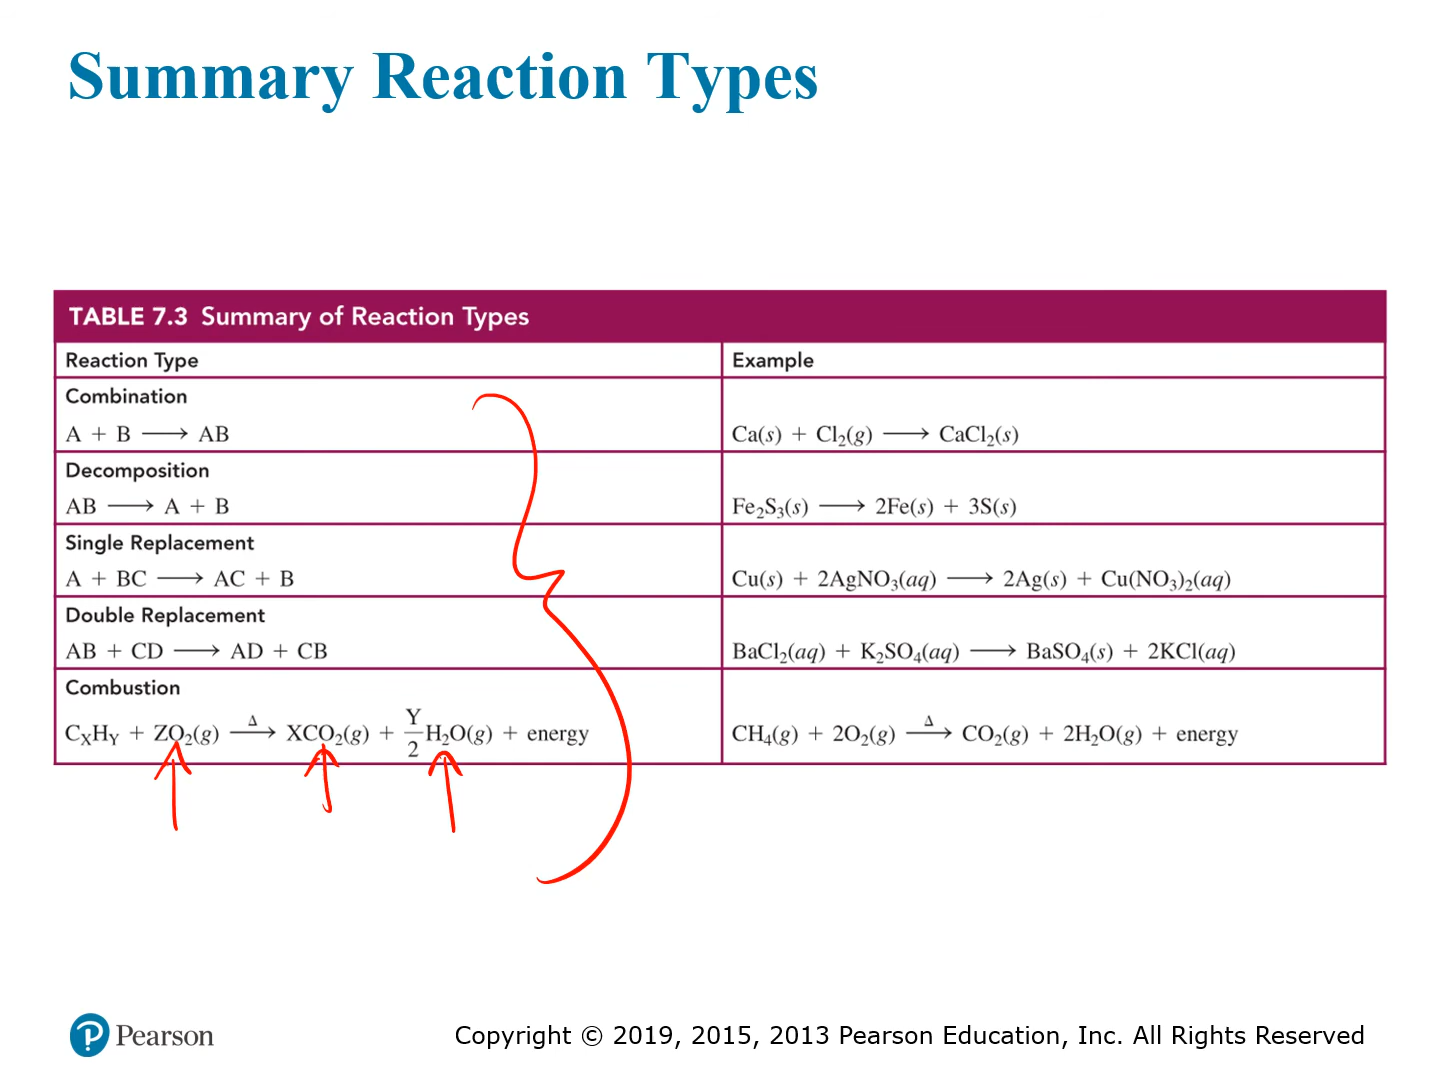 Summary Reaction Types
TABLE 7.3 Summary of Reaction Types
Reaction Type
Example
Combination
A + B ⟶ AB
Ca(s) + Cl₂(g) ⟶ CaCl₂(s)
Decomposition
AB ⟶ A + B
Fe₂S₃(s) ⟶ 2Fe(s) + 3S(s)
Single Replacement
A + BC ⟶ AC + B
Cu(s) + 2AgNO₃(aq) ⟶ 2Ag(s) + Cu(NO₃)₂(aq)
Double Replacement
AB + CD ⟶ AD + CB
BaCl₂(aq) + K₂SO₄(aq) ⟶ BaSO₄(s) + 2KCl(aq)
Combustion
CXHY + ZO₂(g) —Δ→ XCO₂(g) + Y/2 H₂O(g) + energy
CH₄(g) + 2O₂(g) —Δ→ CO₂(g) + 2H₂O(g) + energy
Pearson
Copyright © 2019, 2015, 2013 Pearson Education, Inc. All Rights Reserved